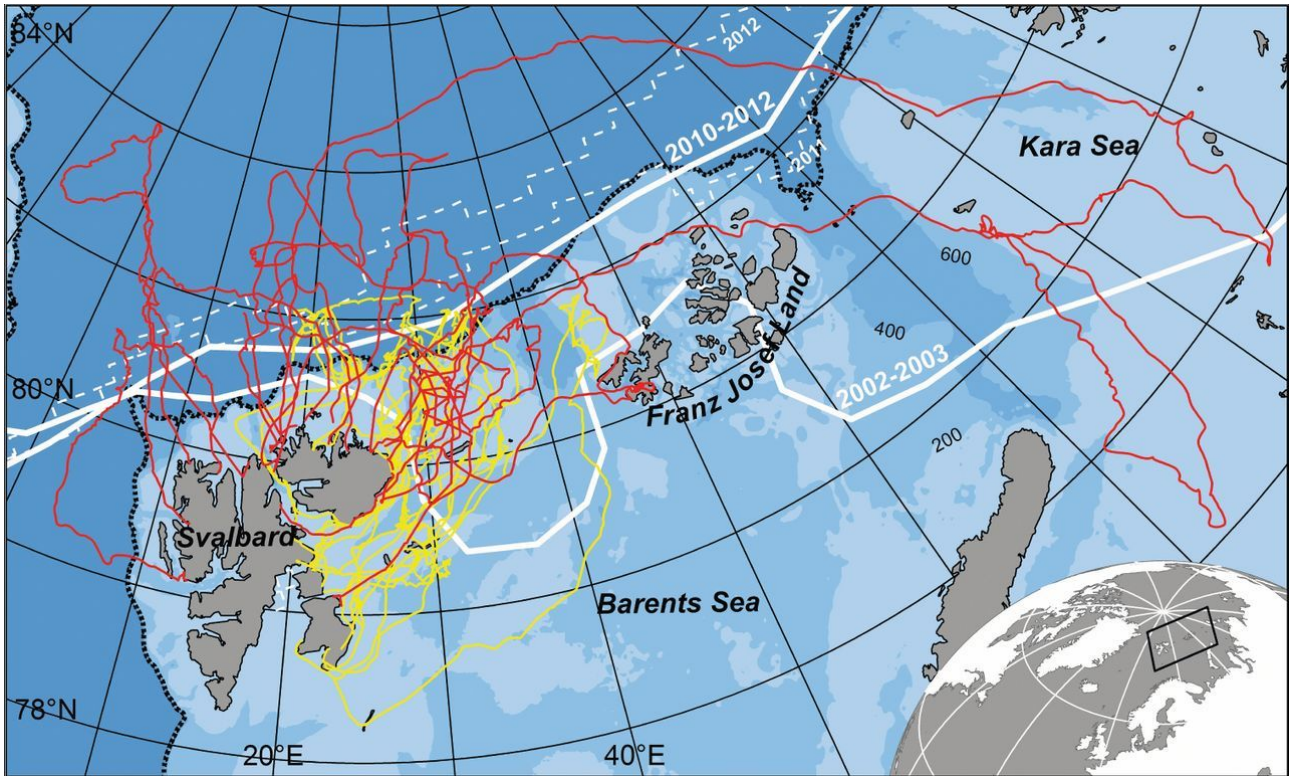 84°N
2012
2010-2012
2011
Kara Sea
600
400
Franz Josef Land
2002-2003
80°N
200
Svalbard
Barents Sea
78°N
20°E
40°E